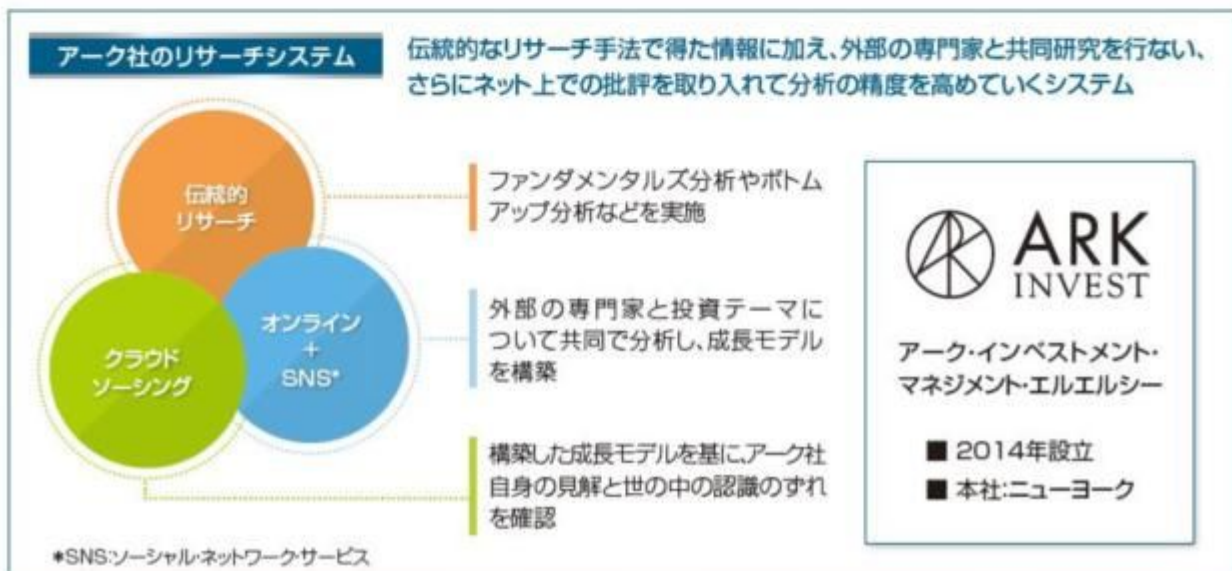 アーク社のリサーチシステム
伝統的なリサーチ手法で得た情報に加え、外部の専門家と共同研究を行ない、
さらにネット上での批評を取り入れて分析の精度を高めていくシステム
伝統的
リサーチ
ファンダメンタルズ分析やボトム
アップ分析などを実施
オンライン
+
SNS*
外部の専門家と投資テーマに
ついて共同で分析し、成長モデル
を構築
クラウド
ソーシング
構築した成長モデルを基に、アーク社
自身の見解と世の中の認識のずれ
を確認
*SNS:ソーシャル・ネットワーク・サービス
ARK
INVEST
アーク・インベストメント・
マネジメント・エルエルシー
■ 2014年設立
■ 本社:ニューヨーク